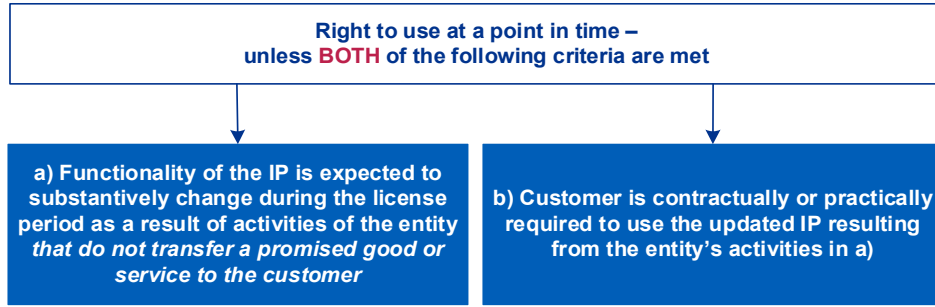 Right to use at a point in time –
unless BOTH of the following criteria are met
a) Functionality of the IP is expected to
substantively change during the license
period as a result of activities of the entity
that do not transfer a promised good or
service to the customer
b) Customer is contractually or practically
required to use the updated IP resulting
from the entity’s activities in a)